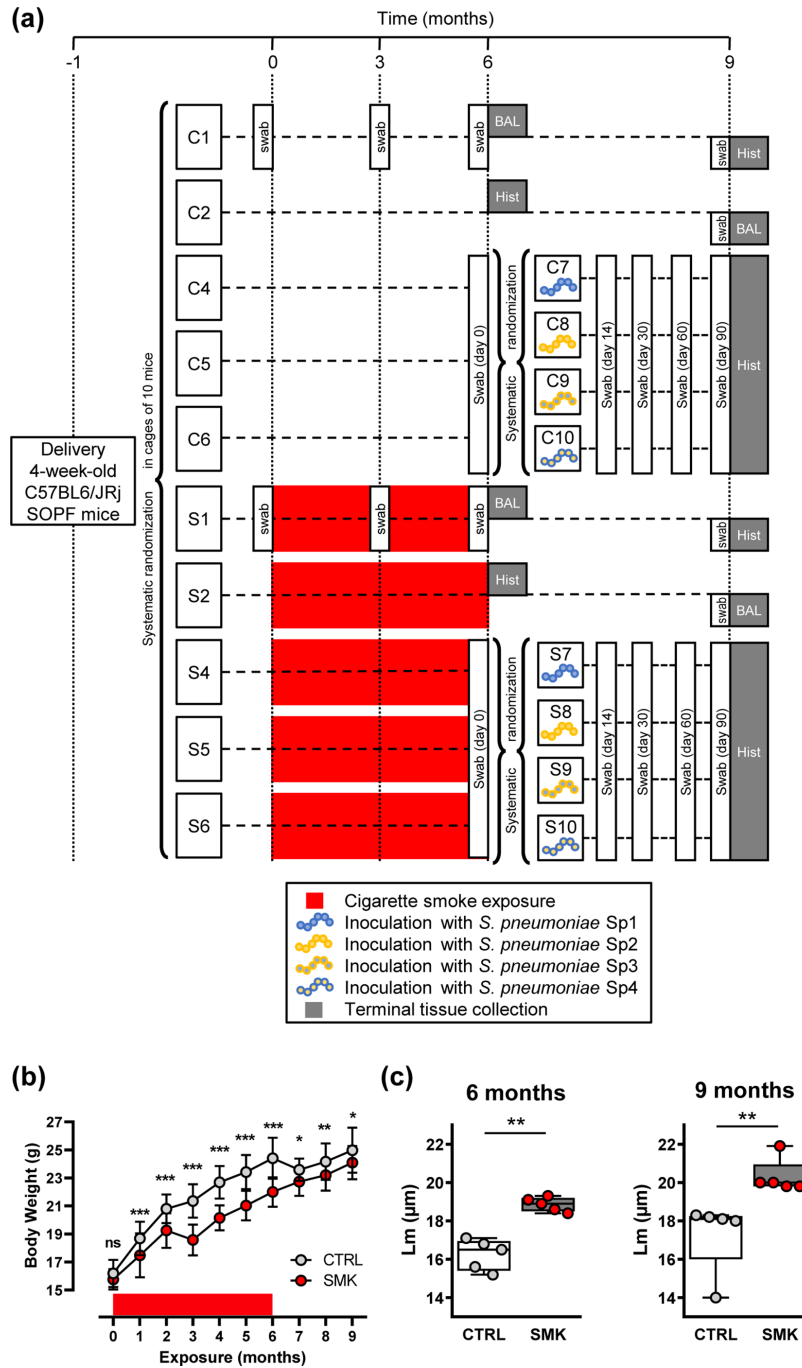 (a)
Time (months)
-1 0 3 6 9
Delivery
4-week-old
C57BL6/JRj
SOPF mice
Systematic randomization in cages of 10 mice
C1 swab swab swab BAL swab Hist
C2 Hist swab BAL
C4
C5
C6
Swab (day 0)
Systematic randomization
C7
C8
C9
C10
Swab (day 14)
Swab (day 30)
Swab (day 60)
Swab (day 90)
Hist
S1 swab swab swab BAL swab Hist
S2 Hist swab BAL
S4
S5
S6
Swab (day 0)
Systematic randomization
S7
S8
S9
S10
Swab (day 14)
Swab (day 30)
Swab (day 60)
Swab (day 90)
Hist
Cigarette smoke exposure
Inoculation with S. pneumoniae Sp1
Inoculation with S. pneumoniae Sp2
Inoculation with S. pneumoniae Sp3
Inoculation with S. pneumoniae Sp4
Terminal tissue collection
(b)
Body Weight (g)
27
25
23
21
19
17
15
ns *** *** *** *** *** *** * ** *
CTRL
SMK
0 1 2 3 4 5 6 7 8 9
Exposure (months)
(c)
6 months
**
Lm (µm)
22
20
18
16
14
CTRL SMK
9 months
**
Lm (µm)
22
20
18
16
14
CTRL SMK